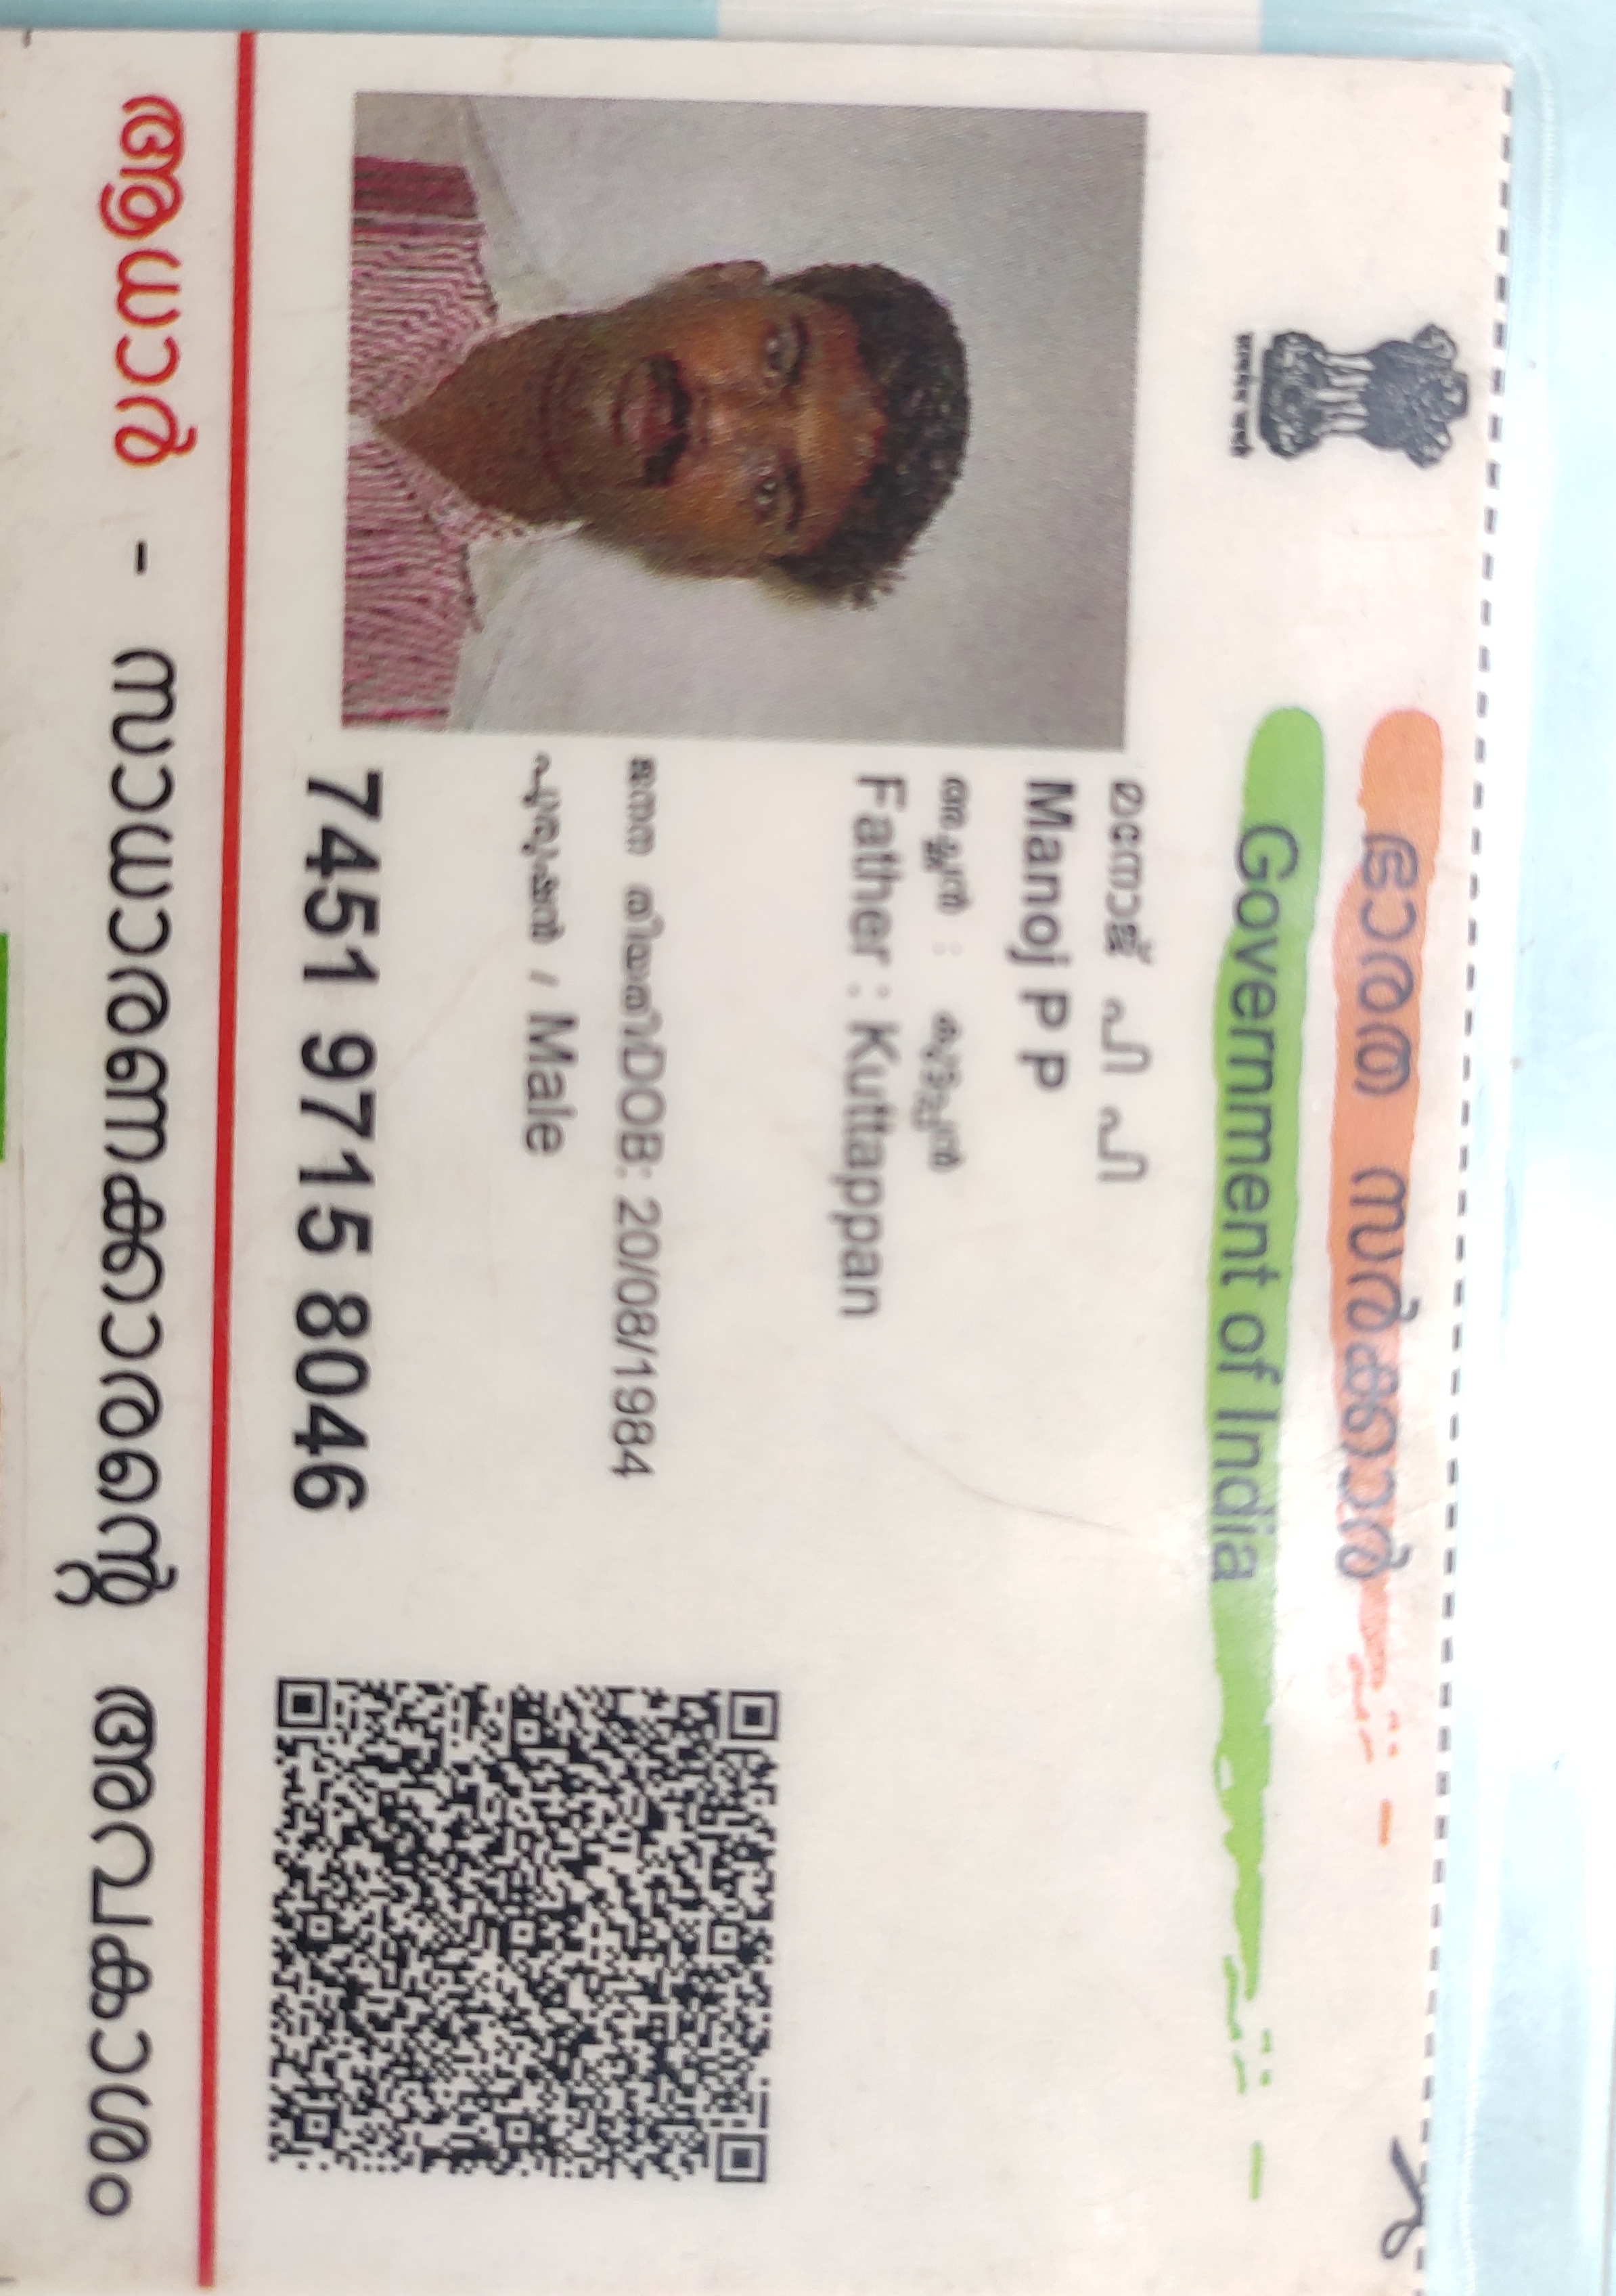 ഭാരത സർക്കാർ
Government of India
മനോജ് പി പി
Manoj P P
അച്ഛൻ : കുട്ടപ്പൻ
Father : Kuttappan
ജനന തിയതി/DOB: 20/08/1984
പുരുഷൻ / Male
7451 9715 8046
ആധാർ - സാധാരണക്കാരന്റെ അവകാശം